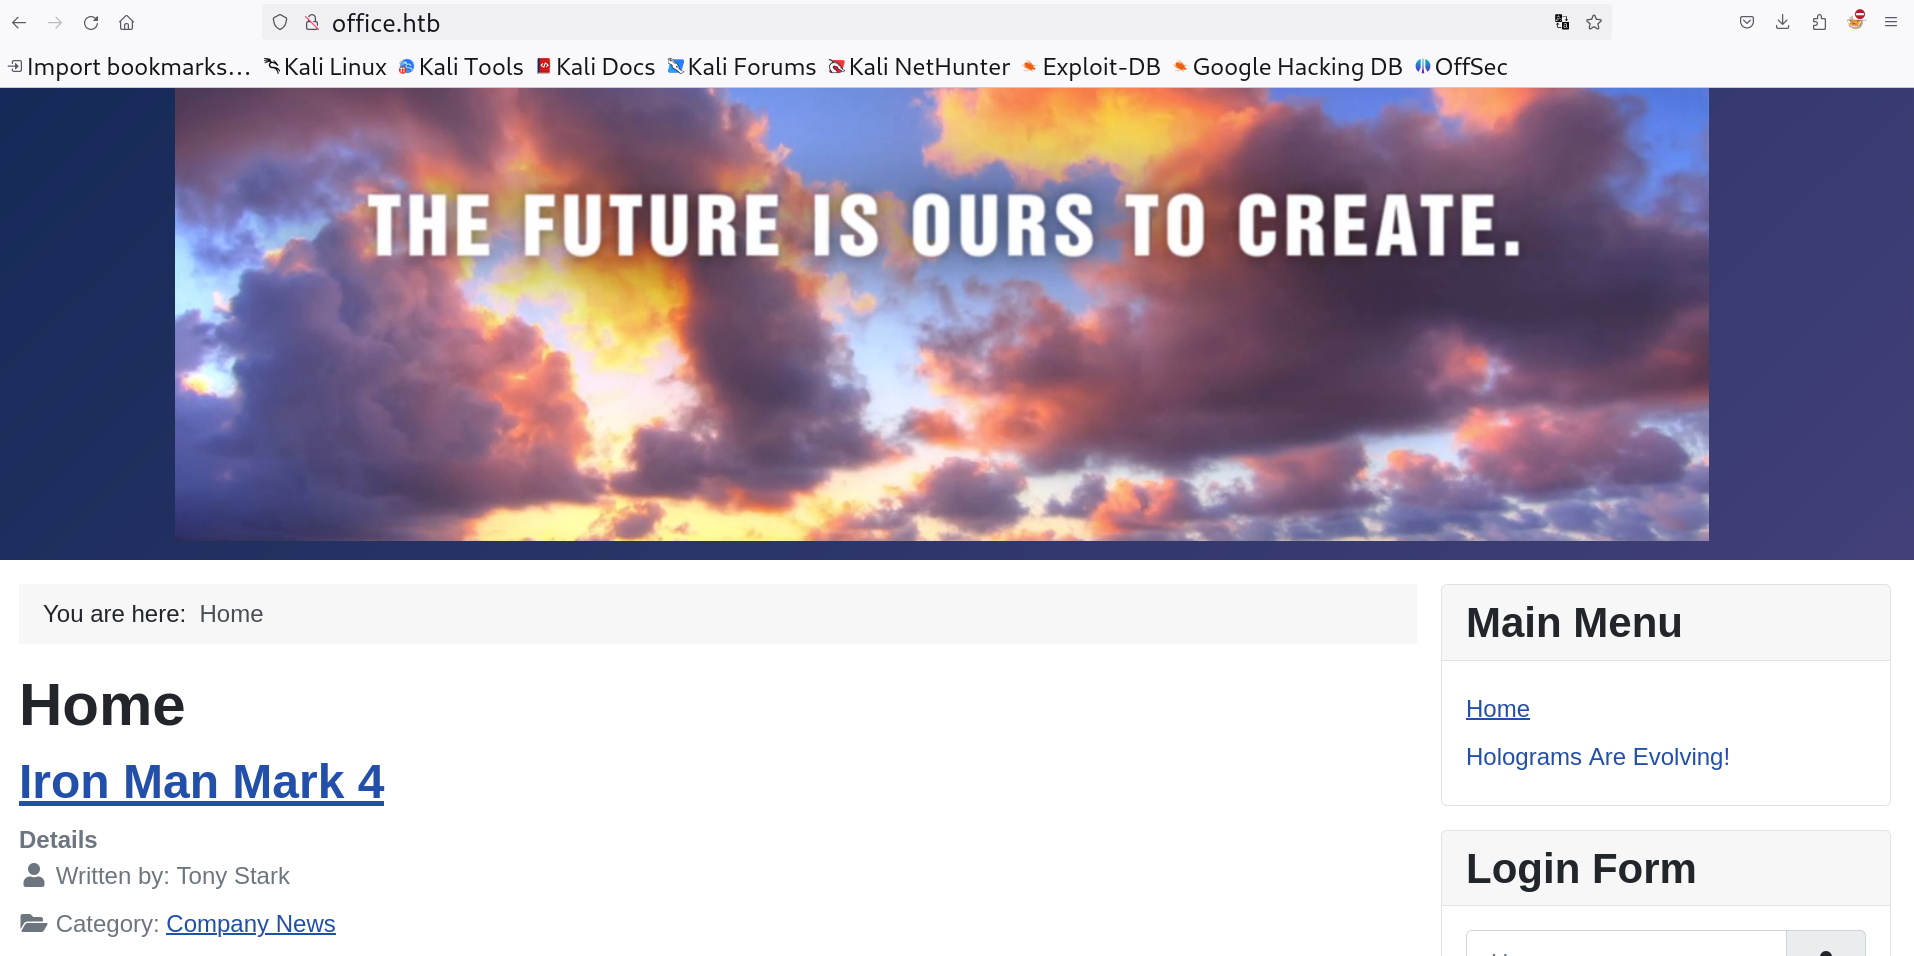 office.htb
Import bookmarks... Kali Linux Kali Tools Kali Docs Kali Forums Kali NetHunter Exploit-DB Google Hacking DB OffSec
THE FUTURE IS OURS TO CREATE.
You are here: Home
Home
Iron Man Mark 4
Details
Written by: Tony Stark
Category: Company News
Main Menu
Home
Holograms Are Evolving!
Login Form